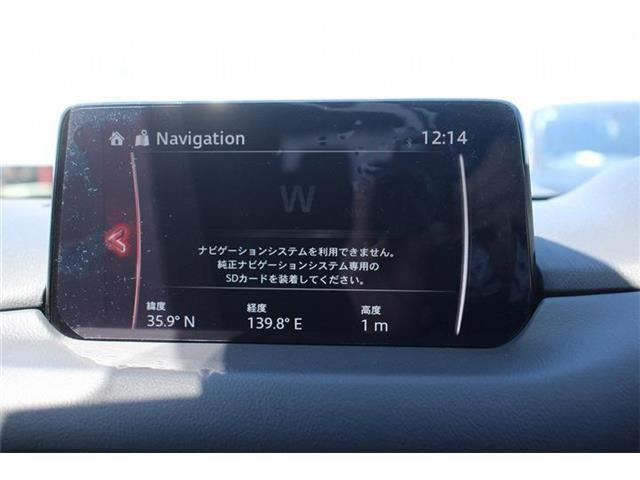 Navigation 12:14
W
ナビゲーションシステムを利用できません。
純正ナビゲーションシステム専用の
SDカードを装着してください。
緯度 経度 高度
35.9° N 139.8° E 1 m